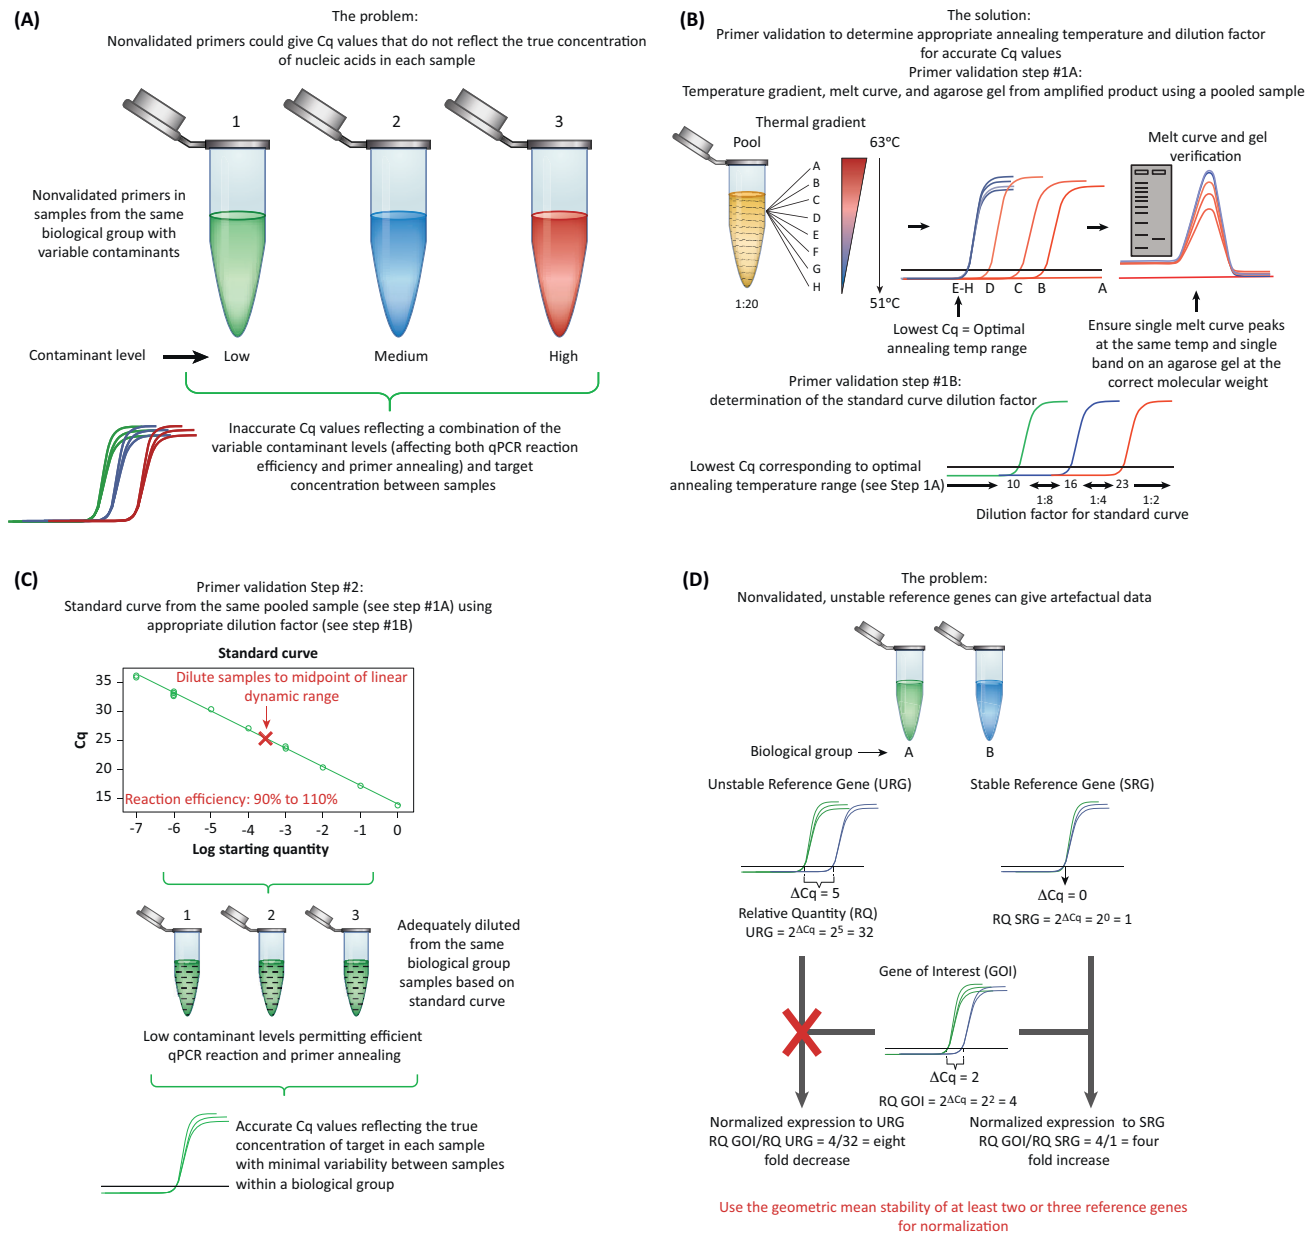 (A)
The problem:
Nonvalidated primers could give Cq values that do not reflect the true concentration
of nucleic acids in each sample
1
2
3
Nonvalidated primers in
samples from the same
biological group with
variable contaminants
Contaminant level
Low
Medium
High
Inaccurate Cq values reflecting a combination of the
variable contaminant levels (affecting both qPCR reaction
efficiency and primer annealing) and target
concentration between samples
(B)
The solution:
Primer validation to determine appropriate annealing temperature and dilution factor
for accurate Cq values
Primer validation step #1A:
Temperature gradient, melt curve, and agarose gel from amplified product using a pooled sample
Thermal gradient
Pool
63°C
A
B
C
D
E
F
G
H
51°C
1:20
E-H
D
C
B
A
Lowest Cq = Optimal
annealing temp range
Melt curve and gel
verification
Ensure single melt curve peaks
at the same temp and single
band on an agarose gel at the
correct molecular weight
Primer validation step #1B:
determination of the standard curve dilution factor
Lowest Cq corresponding to optimal
annealing temperature range (see Step 1A)
10
16
23
1:8
1:4
1:2
Dilution factor for standard curve
(C)
Primer validation Step #2:
Standard curve from the same pooled sample (see step #1A) using
appropriate dilution factor (see step #1B)
Standard curve
Dilute samples to midpoint of linear
dynamic range
35
30
25
20
15
Cq
Reaction efficiency: 90% to 110%
-7
-6
-5
-4
-3
-2
-1
0
Log starting quantity
1
2
3
Adequately diluted
from the same
biological group
samples based on
standard curve
Low contaminant levels permitting efficient
qPCR reaction and primer annealing
Accurate Cq values reflecting the true
concentration of target in each sample
with minimal variability between samples
within a biological group
(D)
The problem:
Nonvalidated, unstable reference genes can give artefactual data
Biological group
A
B
Unstable Reference Gene (URG)
Stable Reference Gene (SRG)
ΔCq = 5
Relative Quantity (RQ)
URG = 2^ΔCq = 2^5 = 32
ΔCq = 0
RQ SRG = 2^ΔCq = 2^0 = 1
Gene of Interest (GOI)
ΔCq = 2
RQ GOI = 2^ΔCq = 2^2 = 4
Normalized expression to URG
RQ GOI/RQ URG = 4/32 = eight
fold decrease
Normalized expression to SRG
RQ GOI/RQ SRG = 4/1 = four
fold increase
Use the geometric mean stability of at least two or three reference genes
for normalization